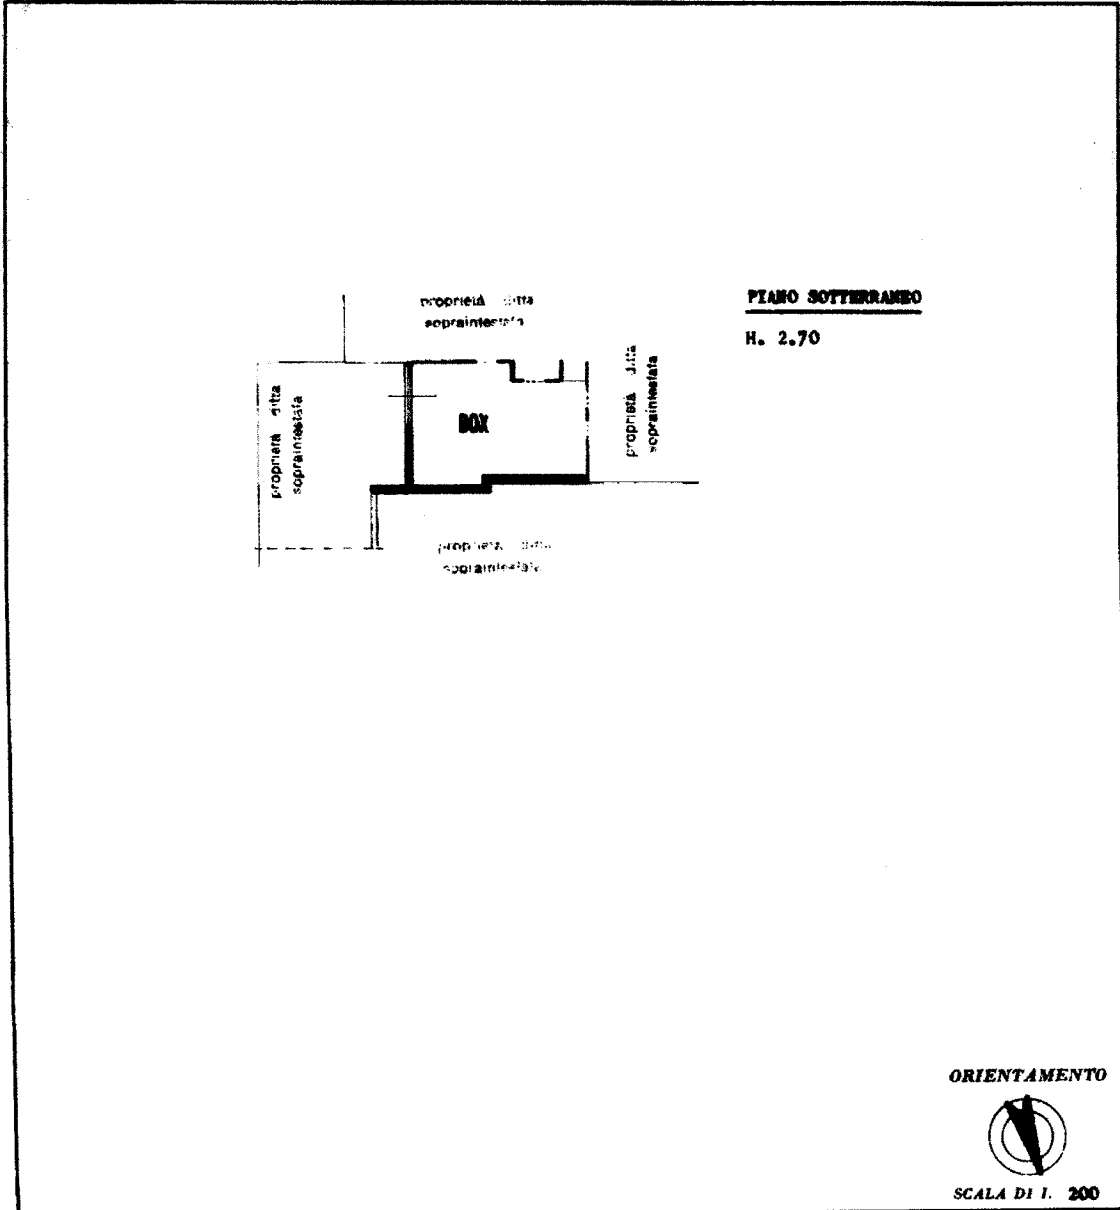 proprietà ditta
sopraintestata
PIANO SOTTERRANEO
H. 2.70
proprietà ditta
sopraintestata
BOX
proprietà ditta
sopraintestata
proprietà ditta
sopraintestata
ORIENTAMENTO
SCALA DI 1. 200